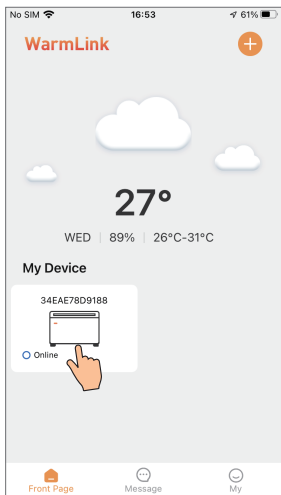 No SIM 16:53 61%
WarmLink
27°
WED | 89% | 26°C-31°C
My Device
34EAE78D9188
Online
Front Page Message My